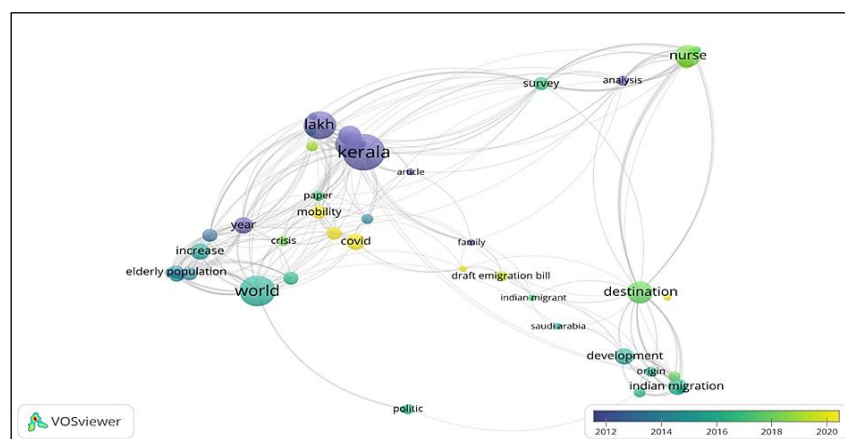 nurse
survey
analysis
lakh
kerala
article
paper
mobility
year
family
crisis
covid
increase
elderly population
draft emigration bill
world
destination
indian migrant
saudi arabia
development
origin
indian migration
politic
VOSviewer
2012 2014 2016 2018 2020